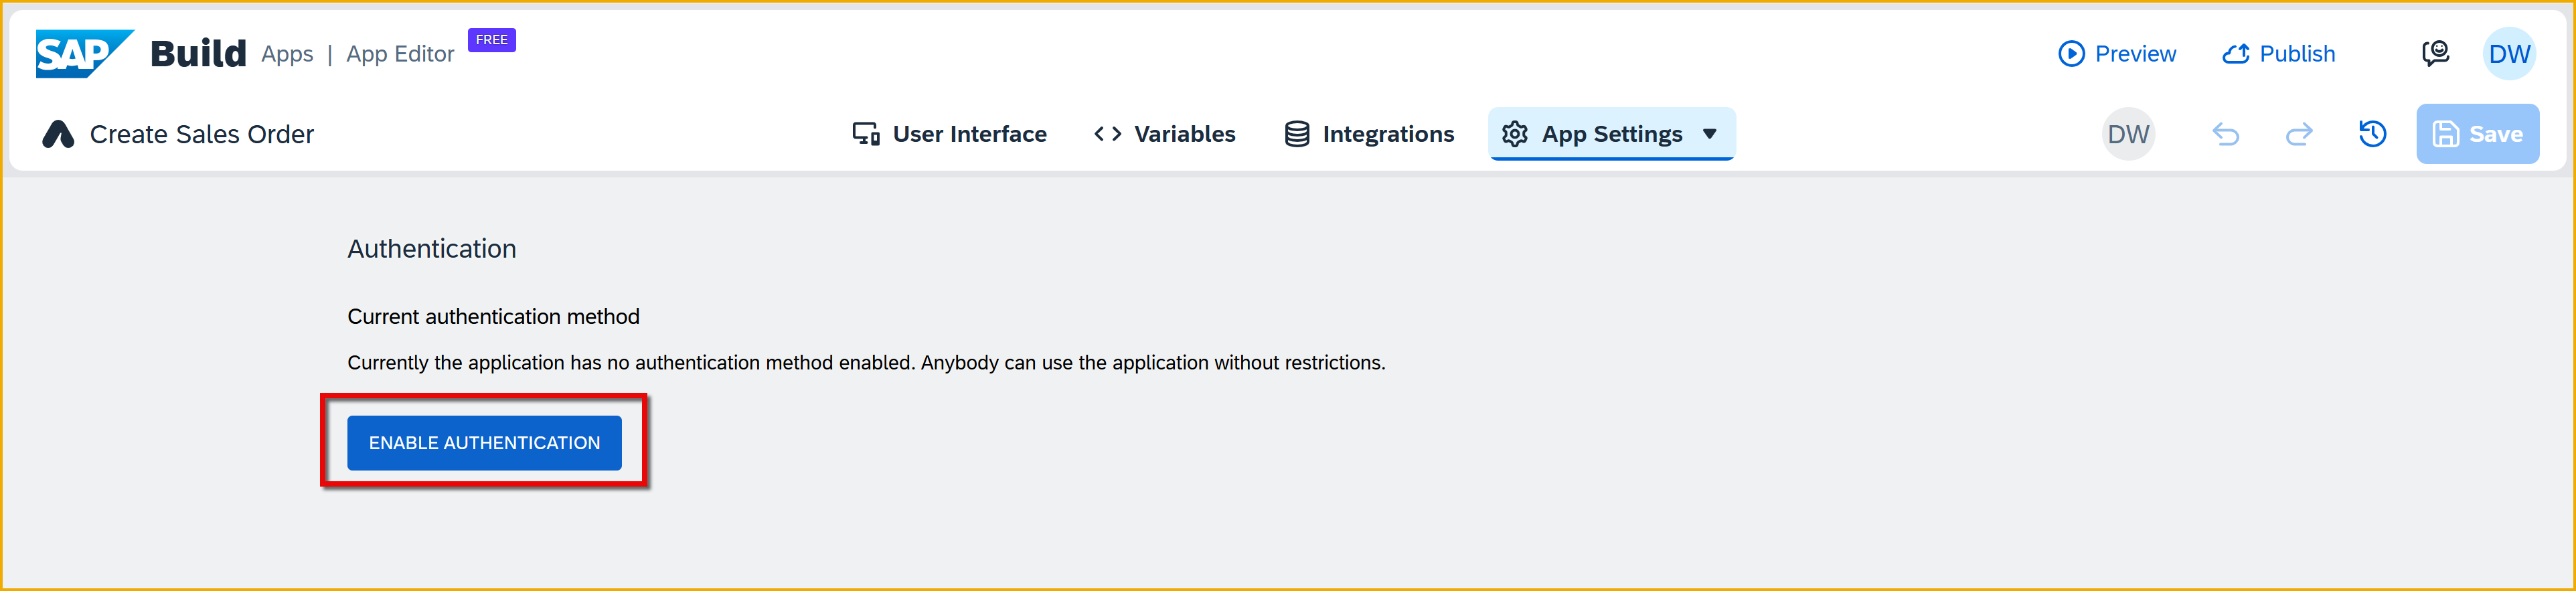 SAP Build Apps | App Editor FREE Preview Publish DW
Create Sales Order User Interface Variables Integrations App Settings DW Save
Authentication
Current authentication method
Currently the application has no authentication method enabled. Anybody can use the application without restrictions.
ENABLE AUTHENTICATION